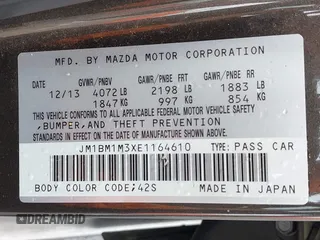 MFD. BY MAZDA MOTOR CORPORATION
GVWR/PNBV GAWR/PNBE FRT GAWR/PNBE RR
12/13 4072 LB 2198 LB 1883 LB
1847 KG 997 KG 854 KG
THIS VEHICLE CONFORMS TO ALL APPLICABLE FEDERAL MOTOR VEHICLE SAFETY
,BUMPER,AND THEFT PREVENTION
STANDARDS IN EFFECT ON THE DATE OF MANUFACTURE SHOWN ABOVE.
JM1BM1M3XE1164610 TYPE: PASS CAR
BODY COLOR CODE;42S MADE IN JAPAN
DREAMBID